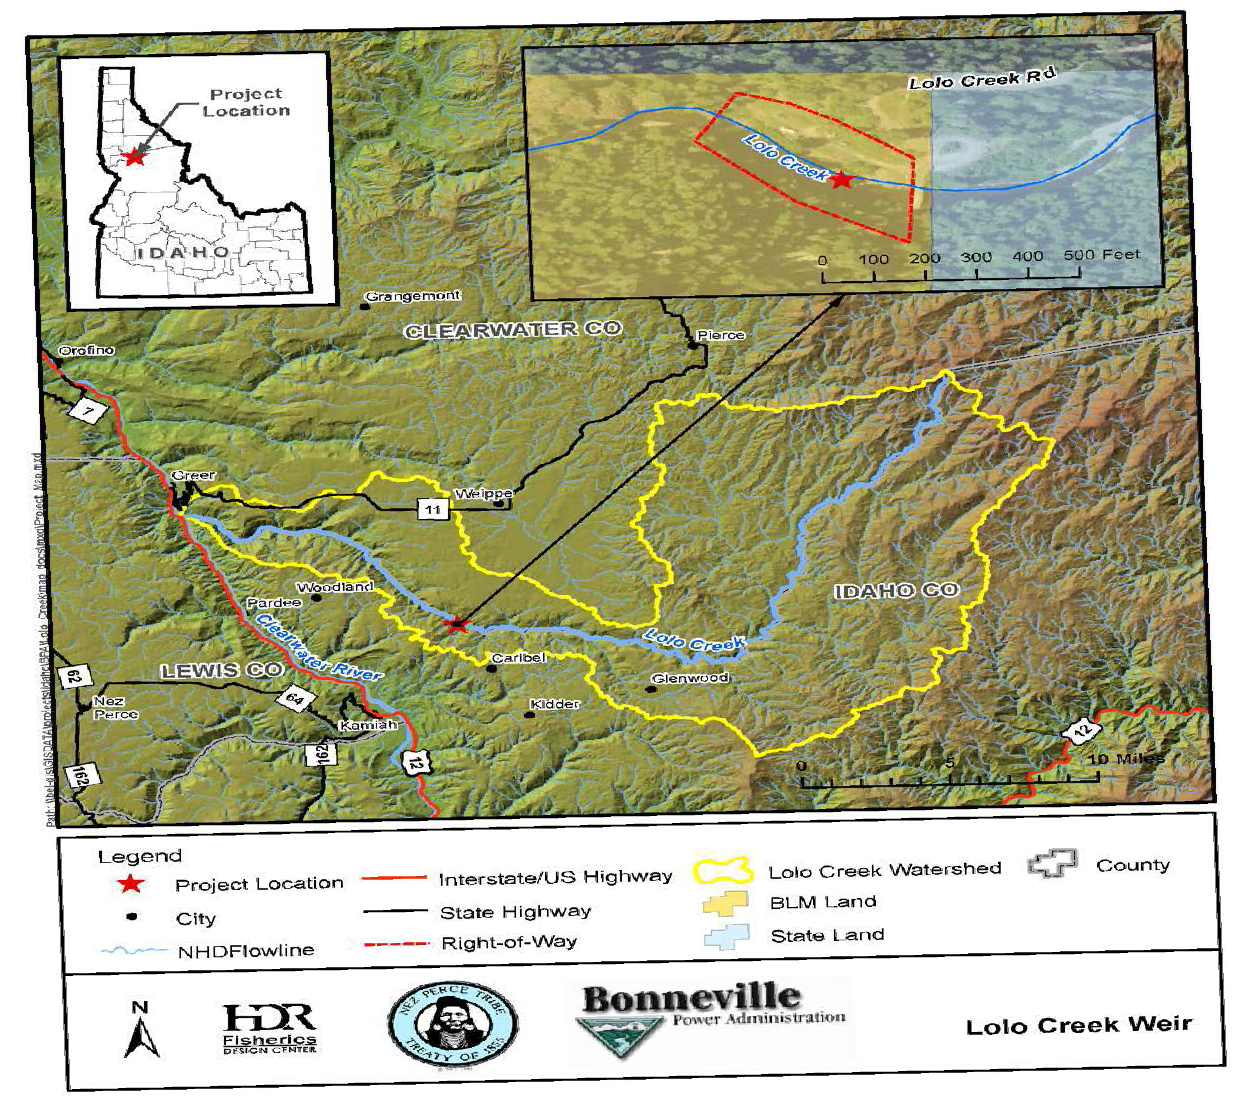 Project
Location
IDAHO
Lolo Creek Rd
Lolo Creek
0 100 200 300 400 500 Feet
Grangemont
CLEARWATER CO
Pierce
Orofino
7
Greer
Weippe
11
Woodland
Pardee
IDAHO CO
Clearwater River
Lolo Creek
LEWIS CO
Caribel
Glenwood
62
64
Nez
Perce
Kidder
Kamiah
12
162
12
162
0 5 10 Miles
Legend
Project Location
Interstate/US Highway
Lolo Creek Watershed
County
City
State Highway
BLM Land
NHDFlowline
Right-of-Way
State Land
N
HDR
Fisheries
DESIGN CENTER
NEZ PERCE TRIBE
TREATY OF 1855
Bonneville
Power Administration
Lolo Creek Weir